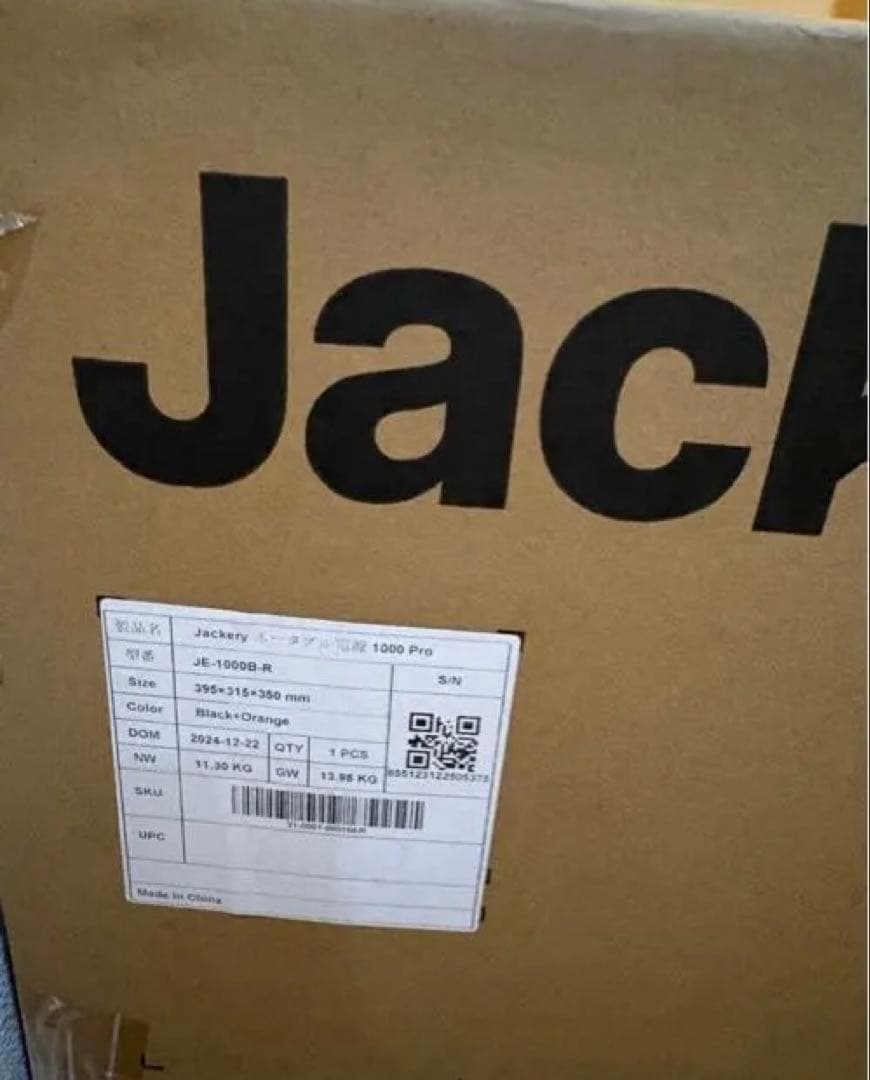 Jack
製品名 Jackery ポータブル電源 1000 Pro
型番 JE-1000B-R
S/N
Size 395×315×350 mm
Color Black+Orange
DOM 2024-12-22 QTY 1 PCS
NW 11.30 KG GW 13.98 KG
SKU
UPC
Made in China